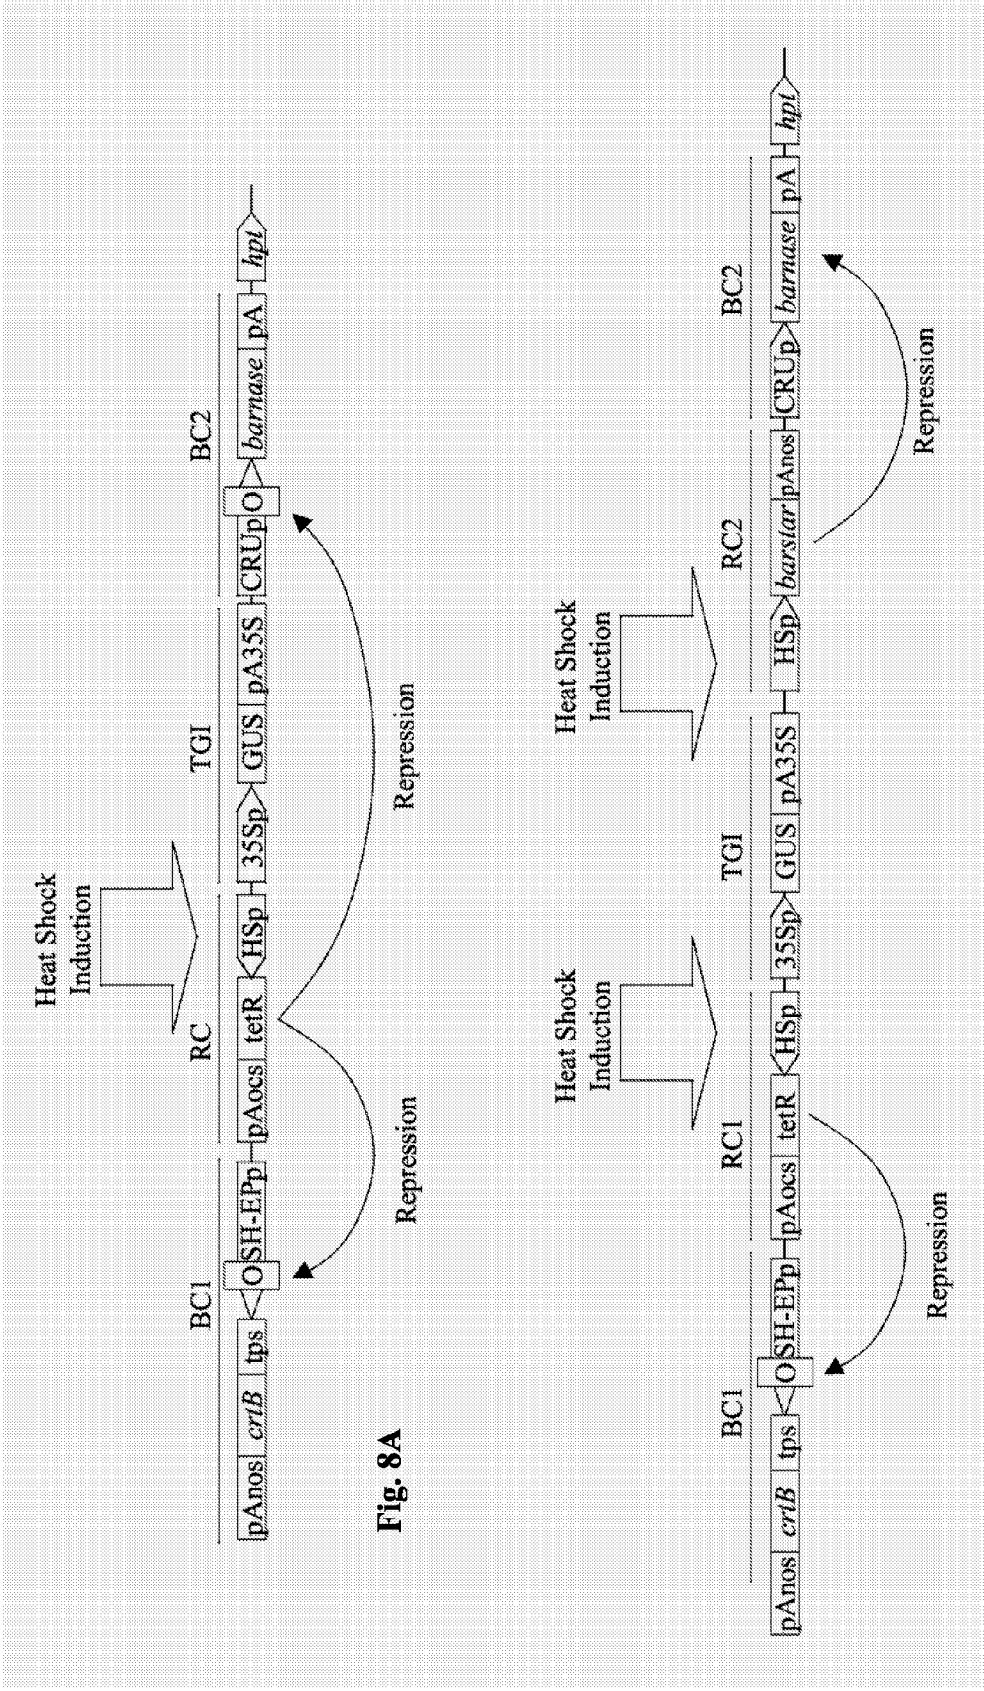 Heat Shock
Induction
BC1
RC
TGI
BC2
pAnos crtB tps O SH-EPp pAocs tetR HSp 35Sp GUS pA35S CRUp O barnase pA hpt
Repression
Repression
Fig. 8A
Heat Shock
Induction
Heat Shock
Induction
BC1
RC1
TGI
RC2
BC2
pAnos crtB tps O SH-EPp pAocs tetR HSp 35Sp GUS pA35S HSp barstar pAnos CRUp barnase pA hpt
Repression
Repression